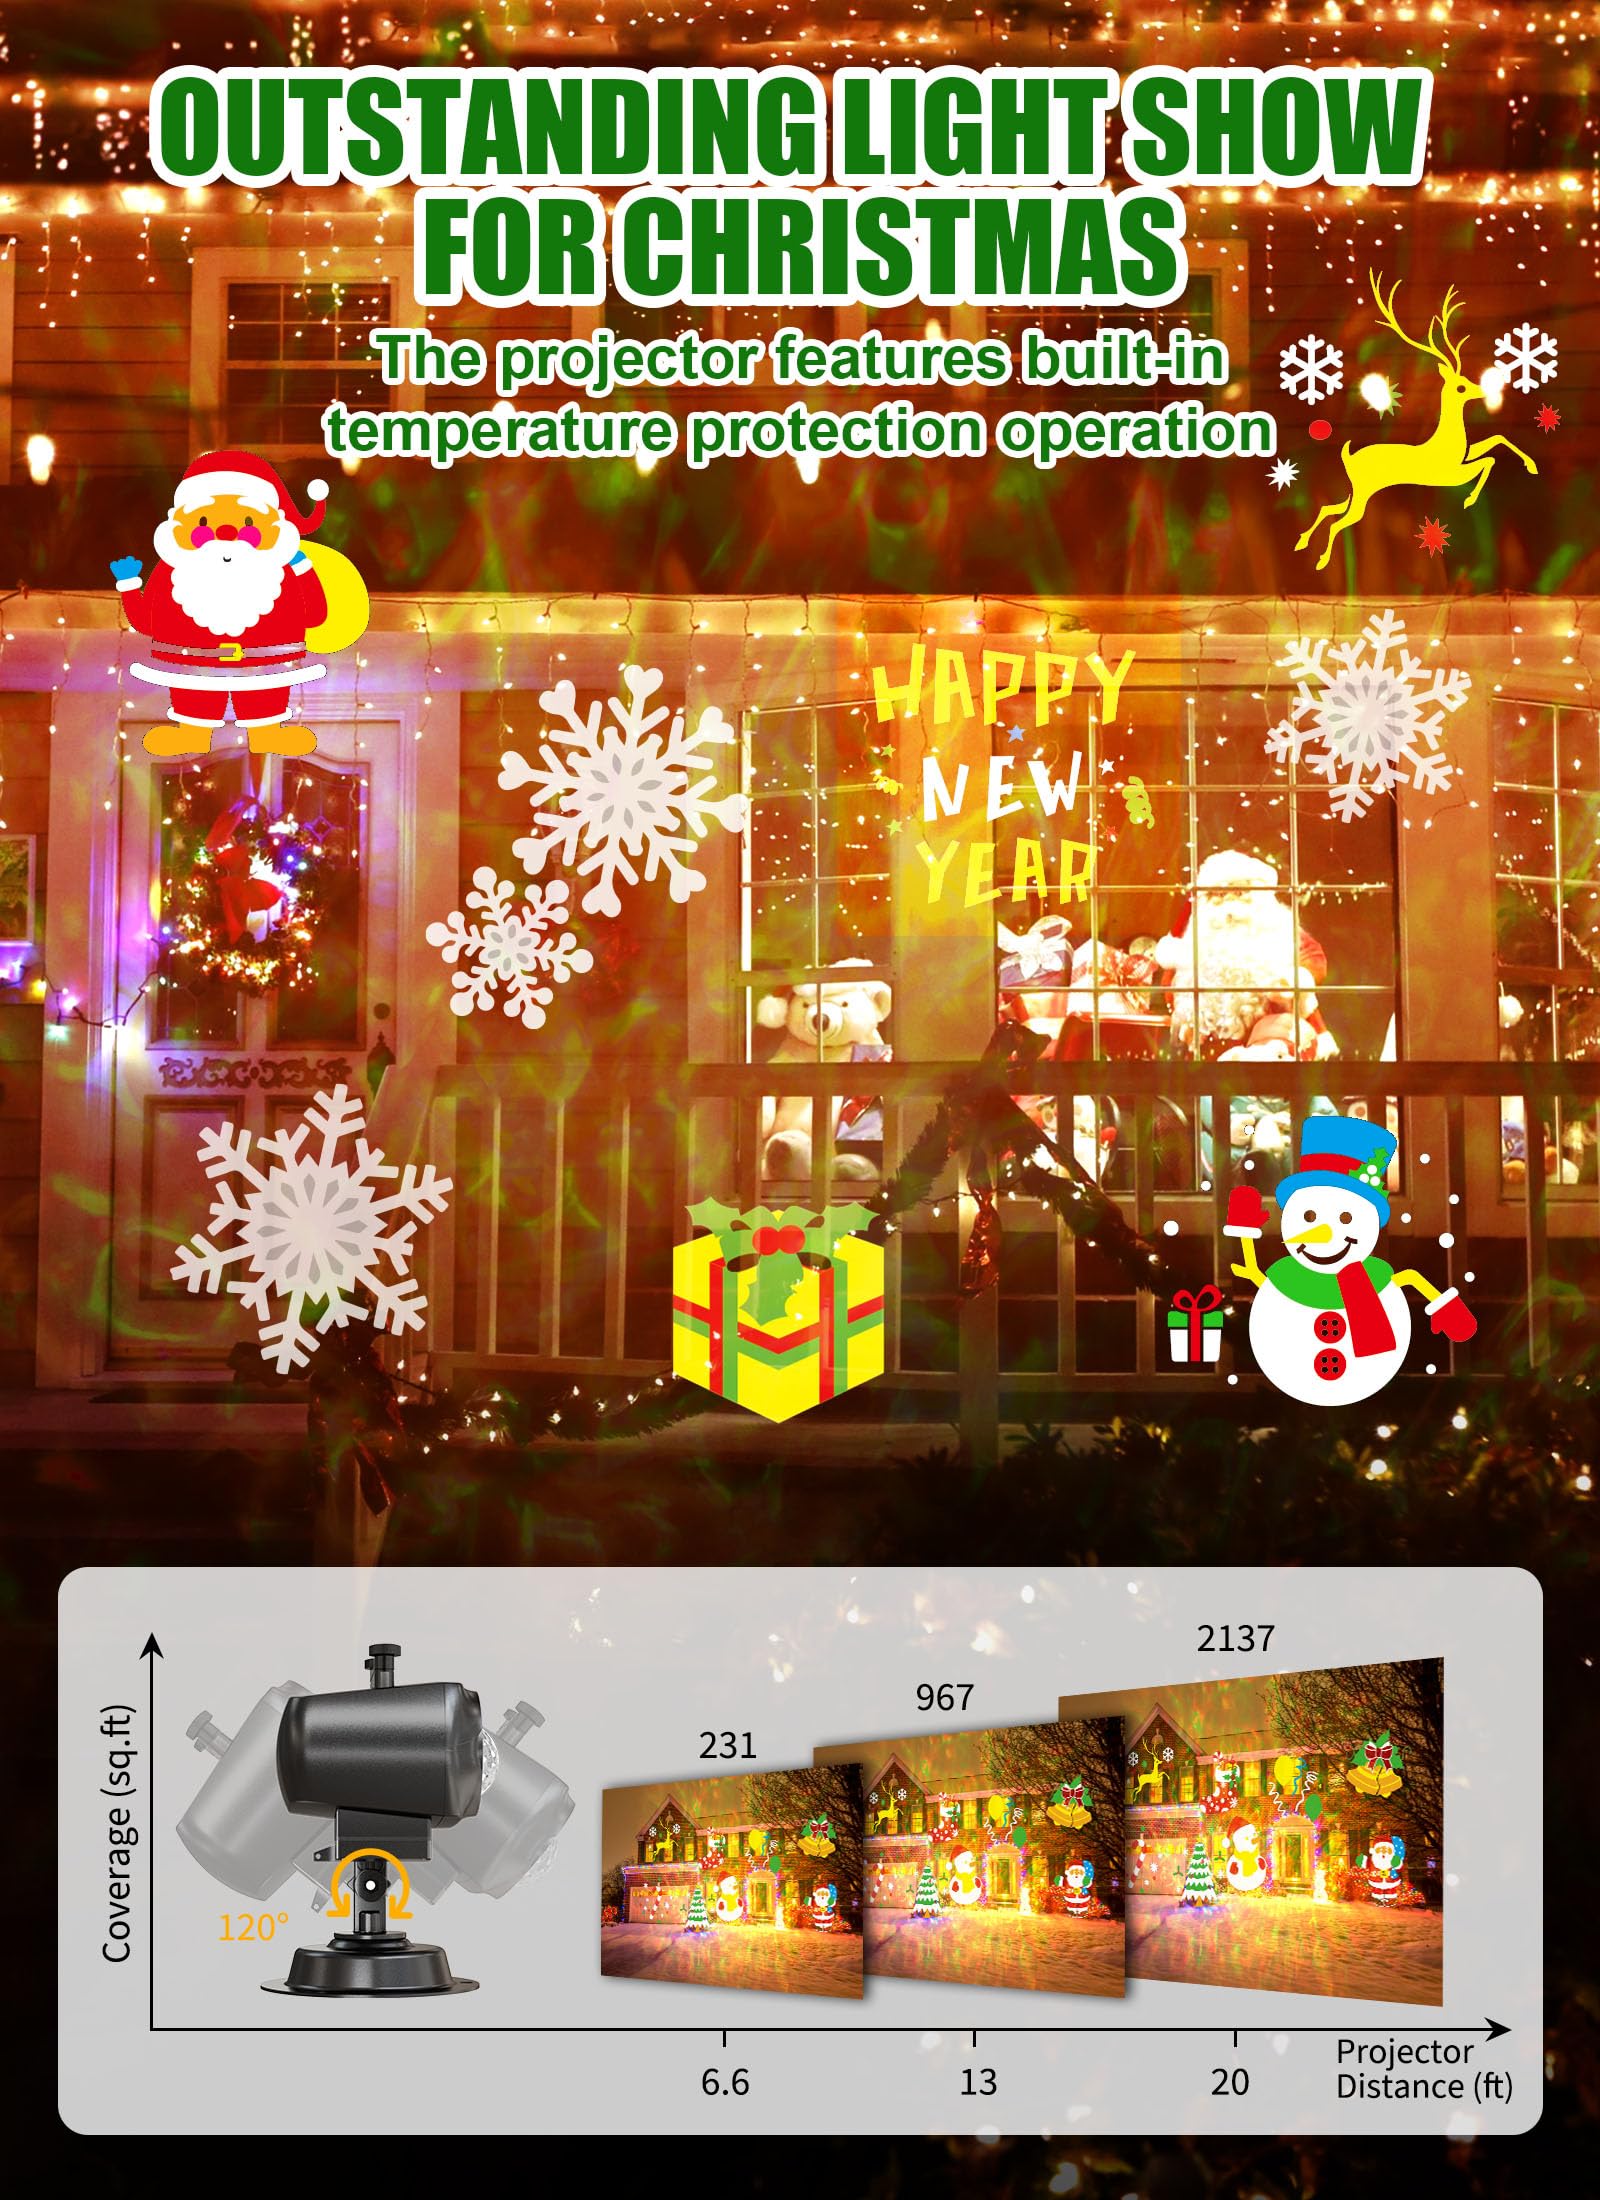 OUTSTANDING LIGHT SHOW
FOR CHRISTMAS
The projector features built-in
temperature protection operation
HAPPY
NEW
YEAR
2137
967
231
Coverage (sq.ft)
120°
6.6
13
20
Projector
Distance (ft)